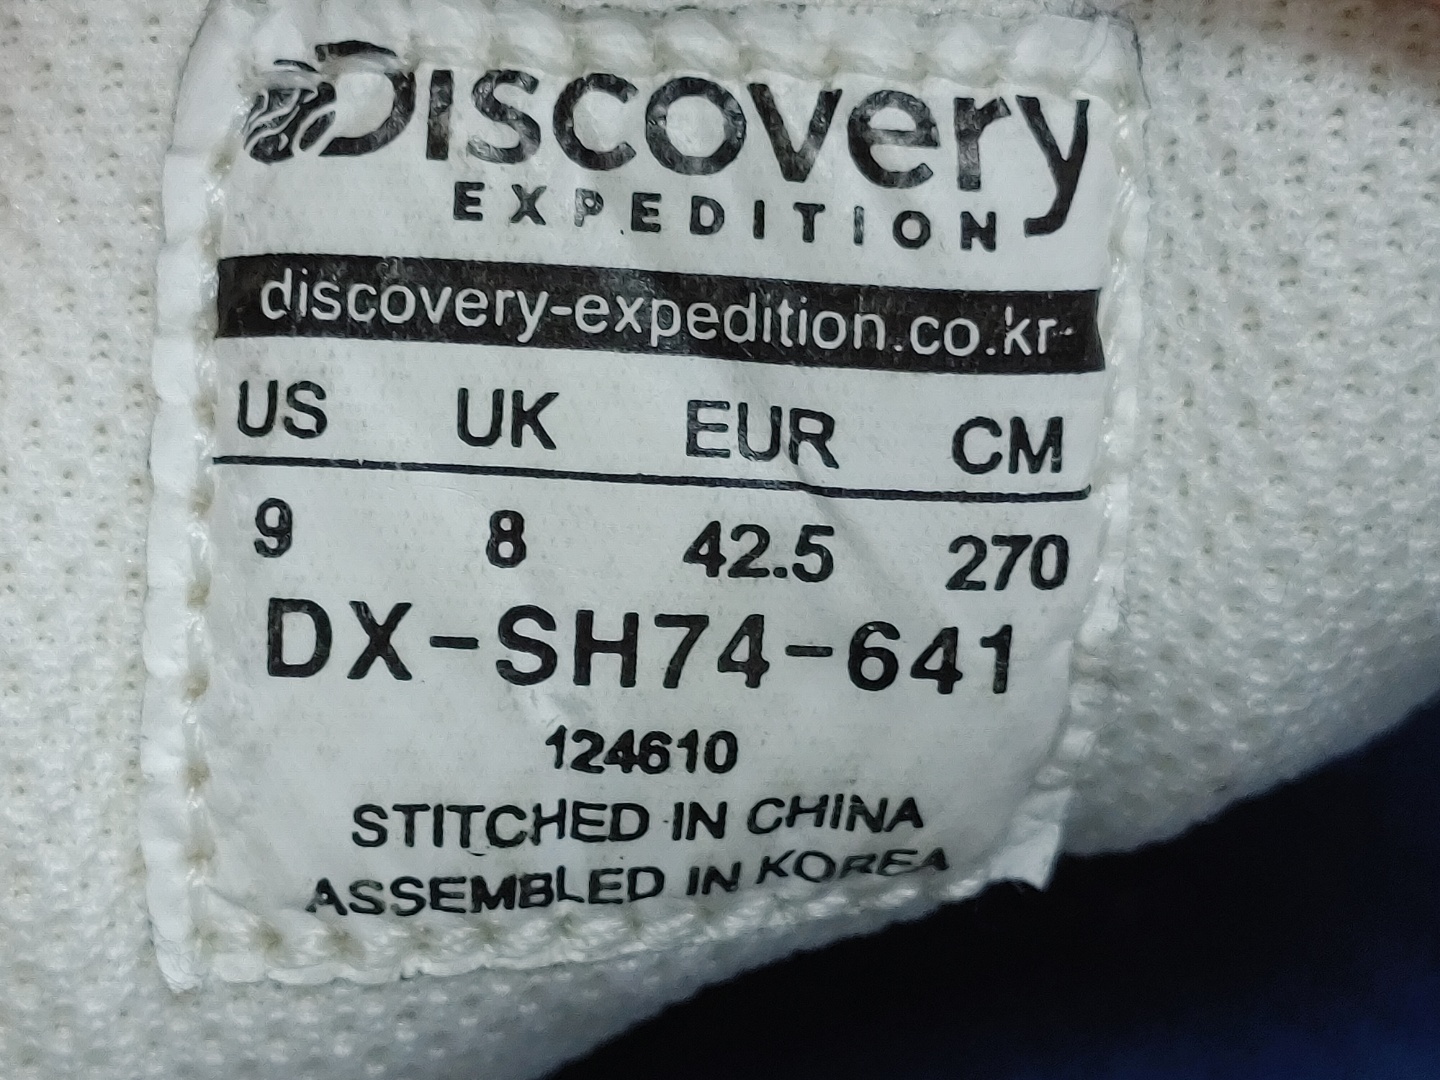 Discovery
EXPEDITION
discovery-expedition.co.kr
US UK EUR CM
9 8 42.5 270
DX-SH74-641
124610
STITCHED IN CHINA
ASSEMBLED IN KOREA